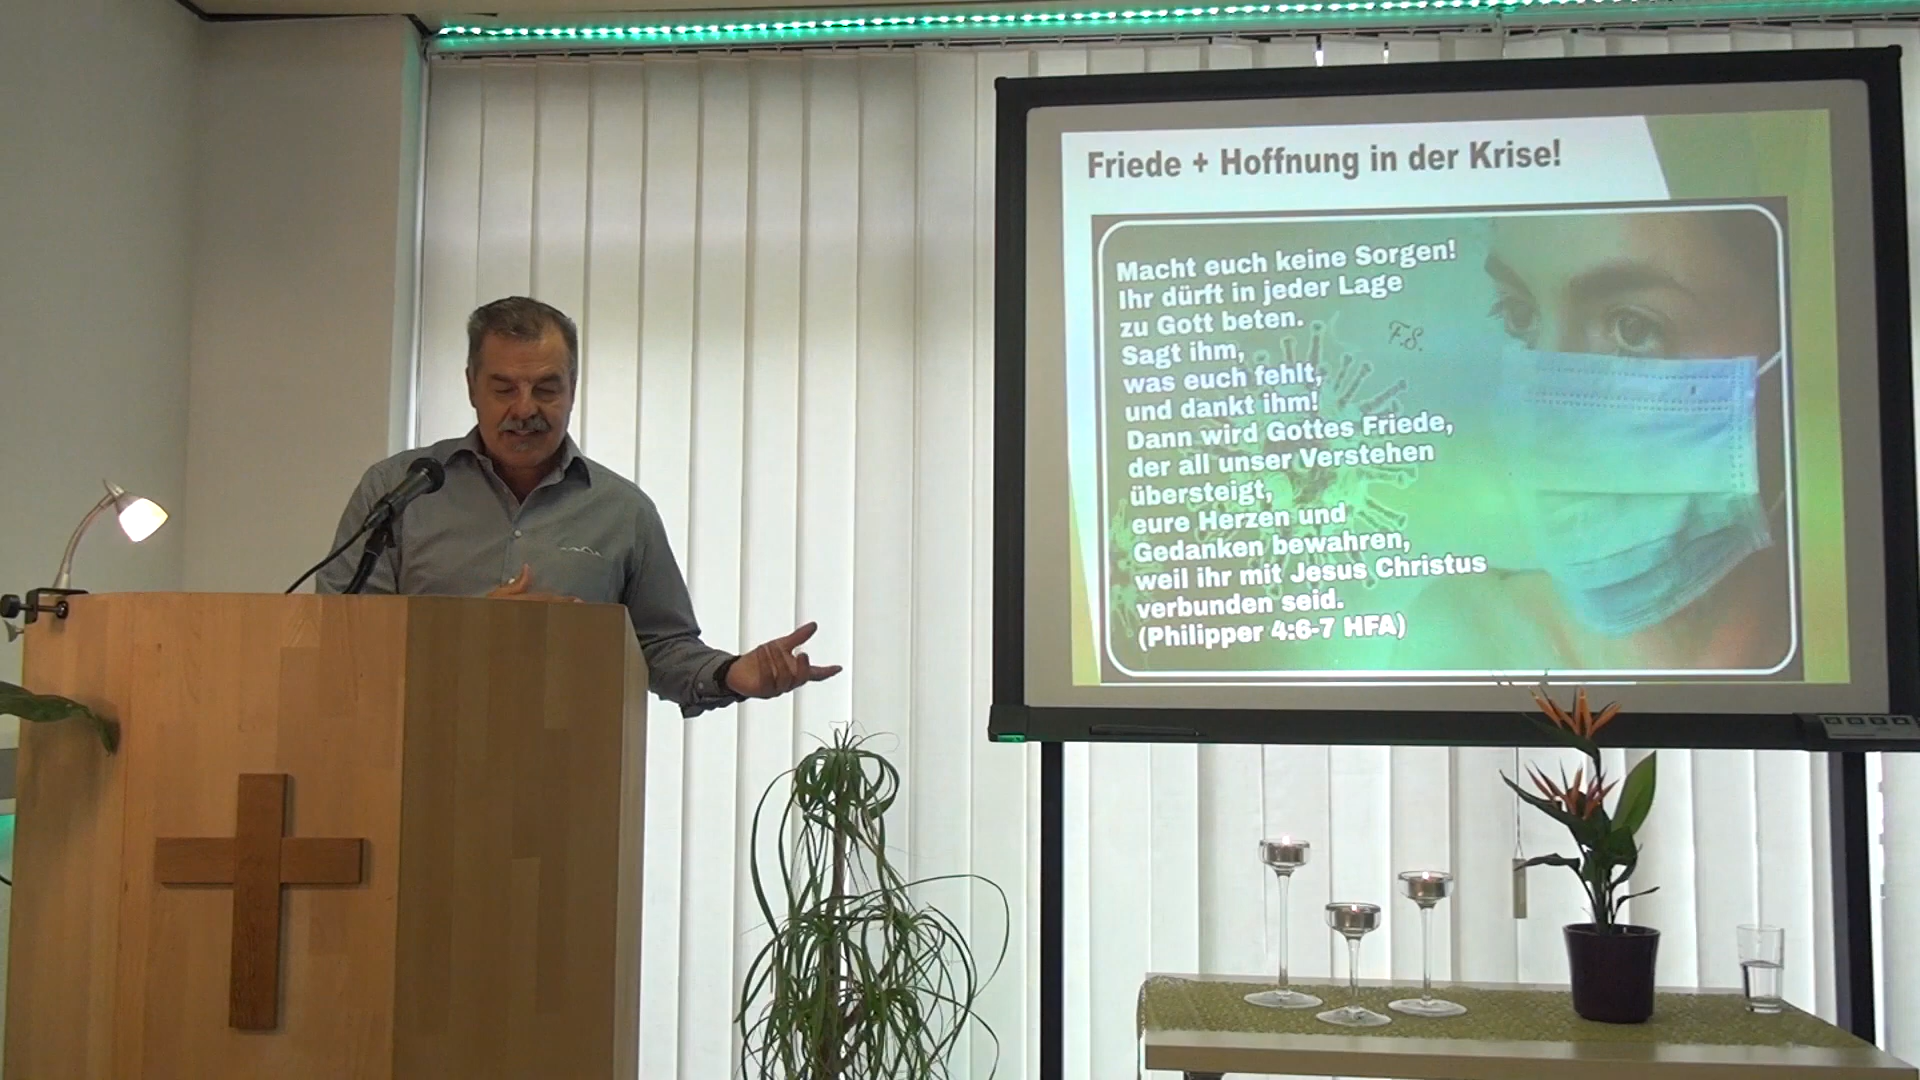 Friede + Hoffnung in der Krise!
Macht euch keine Sorgen!
Ihr dürft in jeder Lage
zu Gott beten.
F.S.
Sagt ihm,
was euch fehlt,
und dankt ihm!
Dann wird Gottes Friede,
der all unser Verstehen
übersteigt,
eure Herzen und
Gedanken bewahren,
weil ihr mit Jesus Christus
verbunden seid.
(Philipper 4:6-7 HFA)